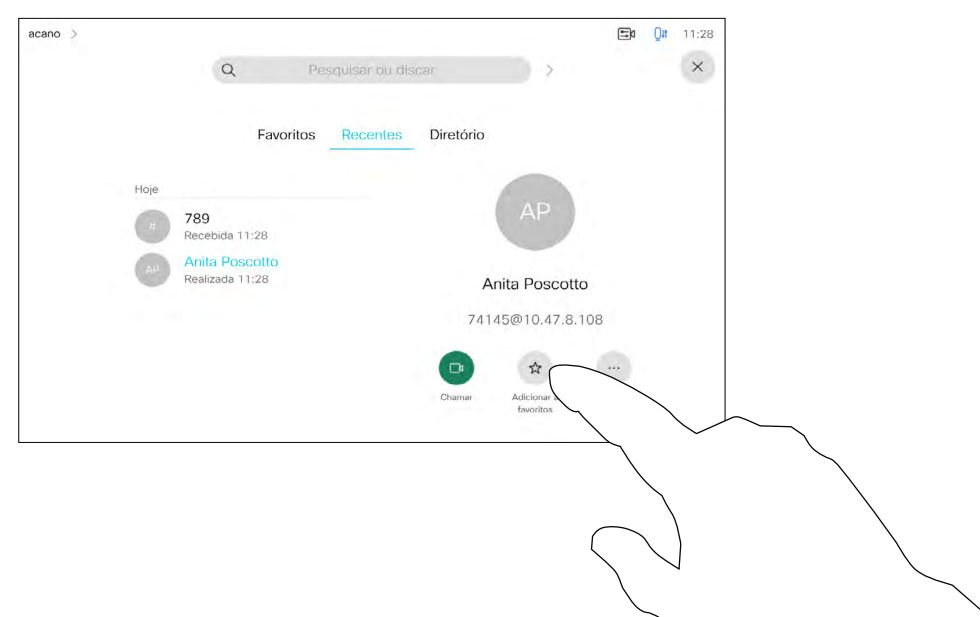 acano
11:28
Pesquisar ou discar
Favoritos Recentes Diretório
Hoje
#
789
Recebida 11:28
AP
Anita Poscotto
Realizada 11:28
AP
Anita Poscotto
74145@10.47.8.108
Chamar
Adicionar
favoritos